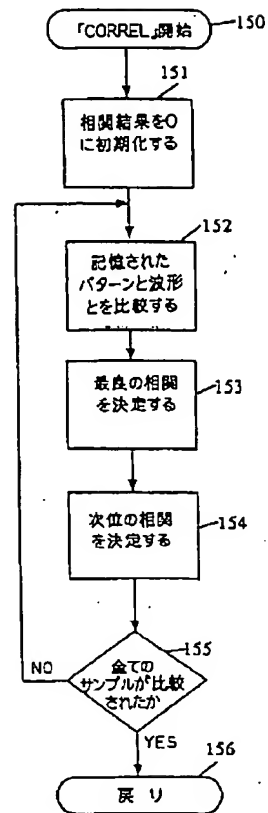 「CORREL」開始
150
151
相関結果を0
に初期化する
152
記憶された
パターンと波形
とを比較する
最良の相関
を決定する
153
次位の相関
を決定する
154
155
全ての
サンプルが比較
されたか
NO
YES
156
戻り